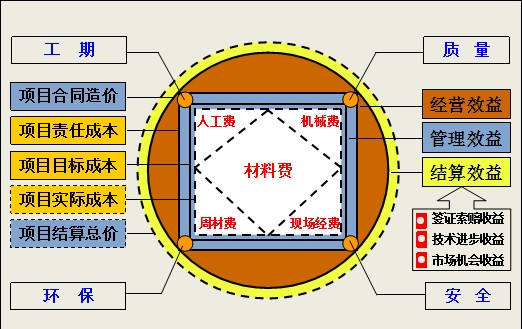 工 期
质 量
项目合同造价
项目责任成本
项目目标成本
项目实际成本
项目结算总价
人工费
机械费
材料费
周材费
现场经费
经营效益
管理效益
结算效益
签证索赔收益
技术进步收益
市场机会收益
环 保
安 全